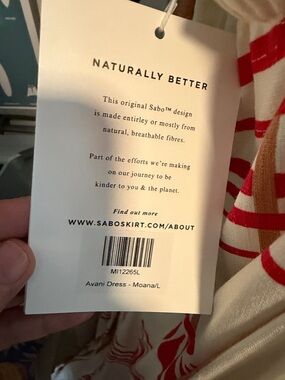 NATURALLY BETTER
This original Sabo™ design
is made entirley or mostly from
natural, breathable fibres.
Part of the efforts we're making
on our journey to be
kinder to you & the planet.
Find out more
WWW.SABOSKIRT.COM/ABOUT
MI12265L
Avani Dress - Moana/L